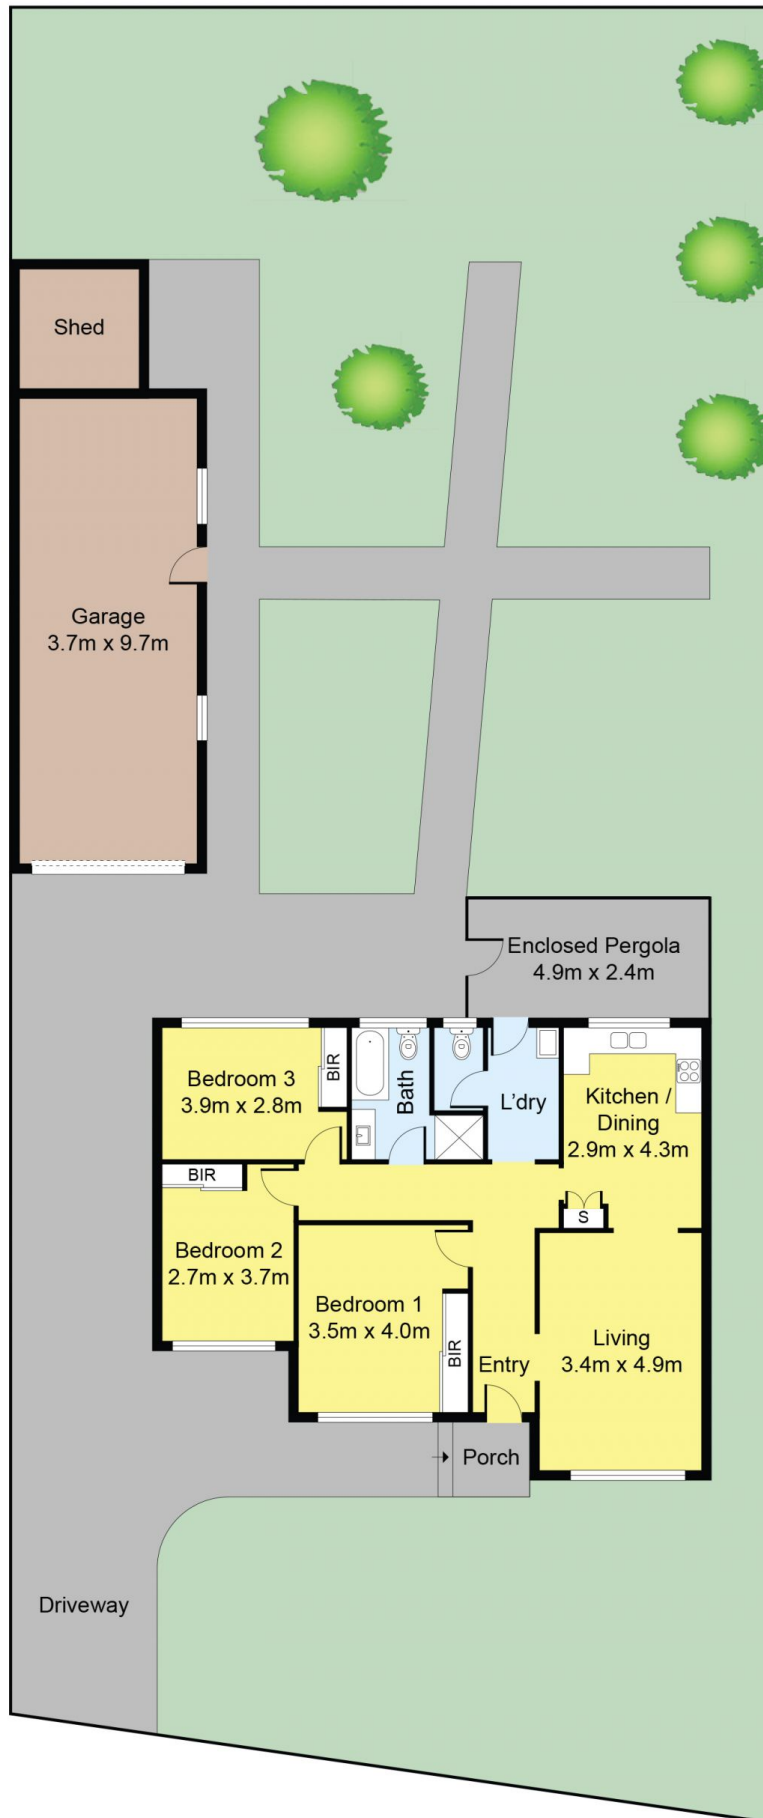 Shed
Garage
3.7m x 9.7m
Enclosed Pergola
4.9m x 2.4m
Bedroom 3
3.9m x 2.8m
BIR
Bath
L'dry
Kitchen /
Dining
2.9m x 4.3m
BIR
S
Bedroom 2
2.7m x 3.7m
Bedroom 1
3.5m x 4.0m
BIR
Entry
Living
3.4m x 4.9m
Porch
Driveway